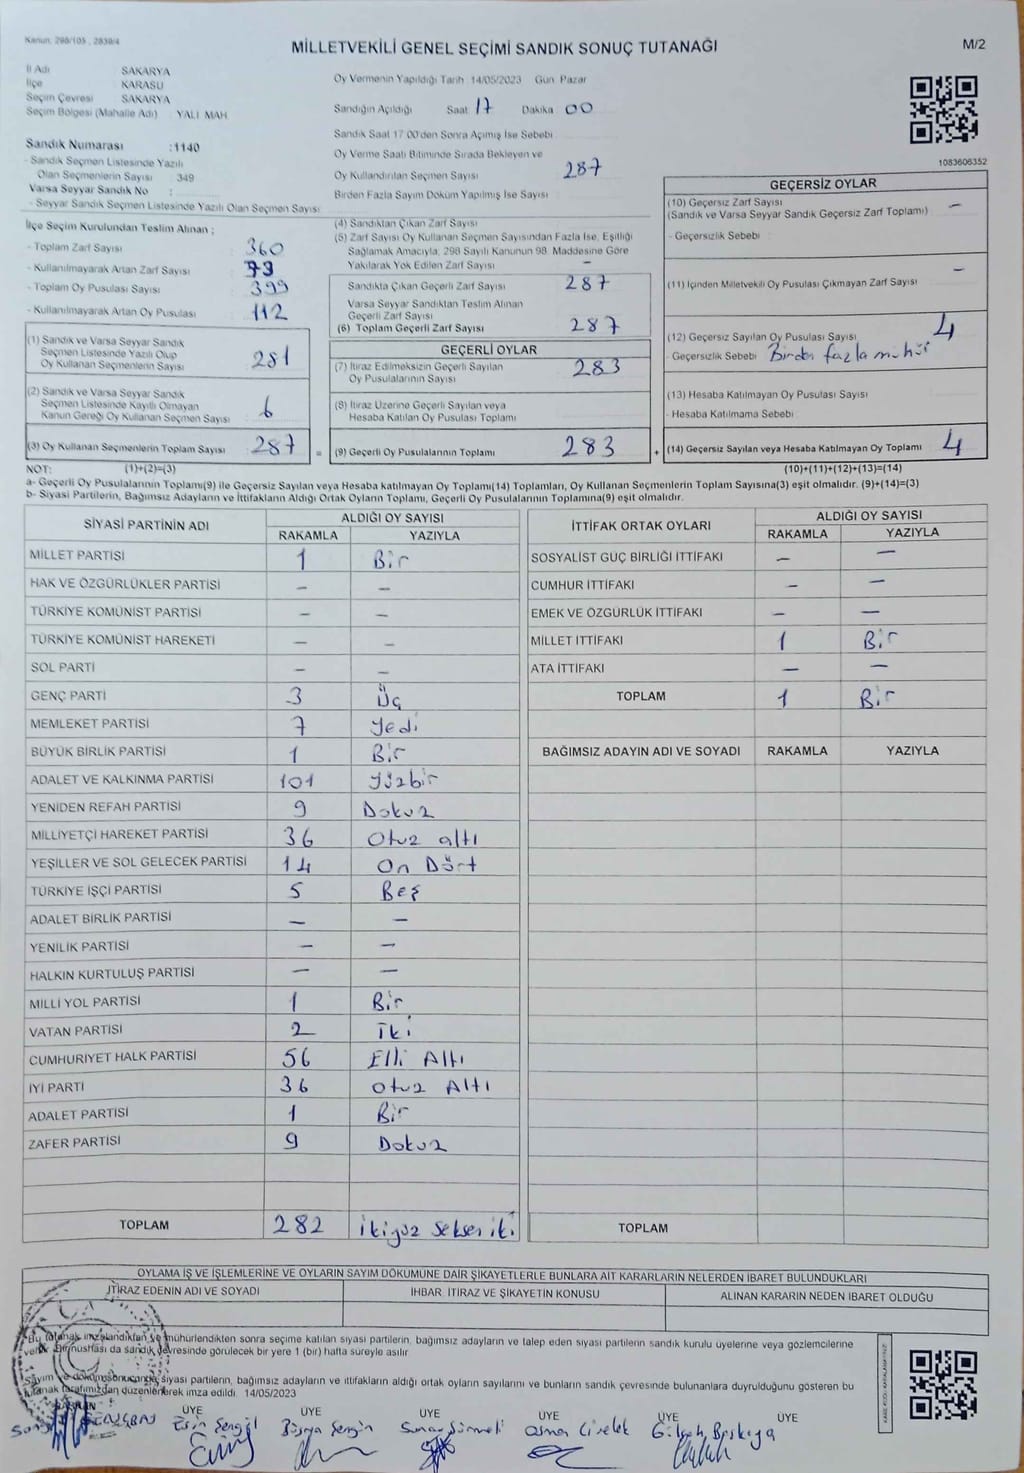 Kanun: 298/105 , 2839/4
MİLLETVEKİLİ GENEL SEÇİMİ SANDIK SONUÇ TUTANAĞI
M/2
İl Adı SAKARYA
İlçe KARASU
Seçim Çevresi SAKARYA
Seçim Bölgesi (Mahalle Adı) : YALI MAH
Oy Vermenin Yapıldığı Tarih 14/05/2023 Gün Pazar
Sandığın Açıldığı Saat 17 Dakika 00
Sandık Saat 17 00'den Sonra Açımış İse Sebebi
Oy Verme Saati Bitiminde Sırada Bekleyen ve
Oy Kullandırılan Seçmen Sayısı 287
Birden Fazla Sayım Döküm Yapılmış İse Sayısı
1083606352
Sandık Numarası :1140
- Sandık Seçmen Listesinde Yazılı
Olan Seçmenlerin Sayısı : 349
Varsa Seyyar Sandık No :
- Seyyar Sandık Seçmen Listesinde Yazılı Olan Seçmen Sayısı:
İlçe Seçim Kurulundan Teslim Alınan ;
- Toplam Zarf Sayısı : 360
- Kullanılmayarak Artan Zarf Sayısı : 73
- Toplam Oy Pusulası Sayısı : 399
- Kullanılmayarak Artan Oy Pusulası : 112
(1) Sandık ve Varsa Seyyar Sandık
Seçmen Listesinde Yazılı Olup
Oy Kullanan Seçmenlerin Sayısı 281
(2) Sandık ve Varsa Seyyar Sandık
Seçmen Listesinde Kayıtlı Olmayan
Kanun Gereği Oy Kullanan Seçmen Sayısı 6
(3) Oy Kullanan Seçmenlerin Toplam Sayısı 287 =
(4) Sandıktan Çıkan Zarf Sayısı
(5) Zarf Sayısı Oy Kullanan Seçmen Sayısından Fazla İse, Eşitliği
Sağlamak Amacıyla, 298 Sayılı Kanunun 98. Maddesine Göre
Yakılarak Yok Edilen Zarf Sayısı –
Sandıkta Çıkan Geçerli Zarf Sayısı 287
Varsa Seyyar Sandıktan Teslim Alınan
Geçerli Zarf Sayısı
(6) Toplam Geçerli Zarf Sayısı 287
GEÇERLİ OYLAR
(7) İtiraz Edilmeksizin Geçerli Sayılan
Oy Pusulalarının Sayısı 283
(8) İtiraz Üzerine Geçerli Sayılan veya
Hesaba Katılan Oy Pusulası Toplamı
(9) Geçerli Oy Pusulalarının Toplamı 283 +
GEÇERSİZ OYLAR
(10) Geçersiz Zarf Sayısı –
(Sandık ve Varsa Seyyar Sandık Geçersiz Zarf Toplamı)
- Geçersizlik Sebebi :
(11) İçinden Milletvekili Oy Pusulası Çıkmayan Zarf Sayısı –
(12) Geçersiz Sayılan Oy Pusulası Sayısı 4
- Geçersizlik Sebebi : Birden fazla mühür
(13) Hesaba Katılmayan Oy Pusulası Sayısı
- Hesaba Katılmama Sebebi :
(14) Geçersiz Sayılan veya Hesaba Katılmayan Oy Toplamı 4
NOT: (1)+(2)=(3) (10)+(11)+(12)+(13)=(14)
a- Geçerli Oy Pusulalarının Toplamı(9) ile Geçersiz Sayılan veya Hesaba katılmayan Oy Toplamı(14) Toplamları, Oy Kullanan Seçmenlerin Toplam Sayısına(3) eşit olmalıdır. (9)+(14)=(3)
b- Siyasi Partilerin, Bağımsız Adayların ve İttifakların Aldığı Ortak Oyların Toplamı, Geçerli Oy Pusulalarının Toplamına(9) eşit olmalıdır.
SİYASİ PARTİNİN ADI ALDIĞI OY SAYISI
RAKAMLA YAZIYLA
MİLLET PARTİSİ 1 Bir
HAK VE ÖZGÜRLÜKLER PARTİSİ – –
TÜRKİYE KOMÜNİST PARTİSİ – –
TÜRKİYE KOMÜNİST HAREKETİ – –
SOL PARTİ – –
GENÇ PARTİ 3 Üç
MEMLEKET PARTİSİ 7 Yedi
BÜYÜK BİRLİK PARTİSİ 1 Bir
ADALET VE KALKINMA PARTİSİ 101 Yüzbir
YENİDEN REFAH PARTİSİ 9 Dokuz
MİLLİYETÇİ HAREKET PARTİSİ 36 Otuz altı
YEŞİLLER VE SOL GELECEK PARTİSİ 14 On Dört
TÜRKİYE İŞÇİ PARTİSİ 5 Beş
ADALET BİRLİK PARTİSİ – –
YENİLİK PARTİSİ – –
HALKIN KURTULUŞ PARTİSİ – –
MİLLİ YOL PARTİSİ 1 Bir
VATAN PARTİSİ 2 İki
CUMHURİYET HALK PARTİSİ 56 Elli Altı
İYİ PARTİ 36 Otuz Altı
ADALET PARTİSİ 1 Bir
ZAFER PARTİSİ 9 Dokuz
TOPLAM 282 İkiyüz Seksen iki
İTTİFAK ORTAK OYLARI ALDIĞI OY SAYISI
RAKAMLA YAZIYLA
SOSYALİST GÜÇ BİRLİĞİ İTTİFAKI – –
CUMHUR İTTİFAKI – –
EMEK VE ÖZGÜRLÜK İTTİFAKI – –
MİLLET İTTİFAKI 1 Bir
ATA İTTİFAKI – –
TOPLAM 1 Bir
BAĞIMSIZ ADAYIN ADI VE SOYADI RAKAMLA YAZIYLA
TOPLAM
OYLAMA İŞ VE İŞLEMLERİNE VE OYLARIN SAYIM DÖKÜMÜNE DAİR ŞİKAYETLERLE BUNLARA AİT KARARLARIN NELERDEN İBARET BULUNDUKLARI
İTİRAZ EDENİN ADI VE SOYADI İHBAR, İTİRAZ VE ŞİKAYETİN KONUSU ALINAN KARARIN NEDEN İBARET OLDUĞU
Bu tutanak imzalandıktan ve mühürlendikten sonra seçime katılan siyasi partilerin, bağımsız adayların ve talep eden siyasi partilerin sandık kurulu üyelerine veya gözlemcilerine
verilir. Bir nüshası da sandık çevresinde görülecek bir yere 1 (bir) hafta süreyle asılır
Sayım ve dökümü sonucunda, siyasi partilerin, bağımsız adayların ve ittifakların aldığı ortak oyların sayılarını ve bunların sandık çevresinde bulunanlara duyrulduğunu gösteren bu
tutanak tarafımızdan düzenlenerek imza edildi. 14/05/2023
BAŞKAN ÜYE ÜYE ÜYE ÜYE ÜYE ÜYE
Esin Şengil Büşra Sezgin Osman Civelek